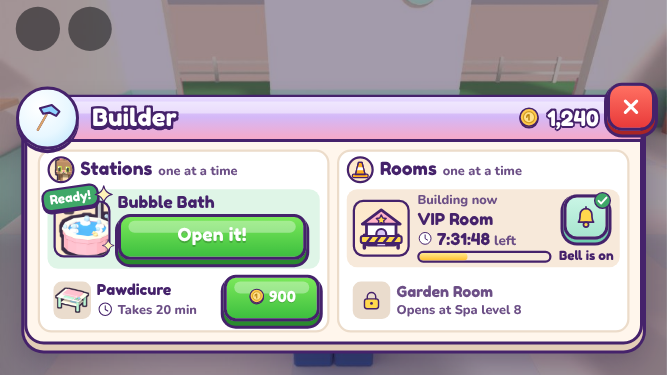 Builder
1,240
Stations one at a time
Ready!
Bubble Bath
Open it!
Pawdicure
Takes 20 min
900
Rooms one at a time
Building now
VIP Room
7:31:48 left
Bell is on
Garden Room
Opens at Spa level 8